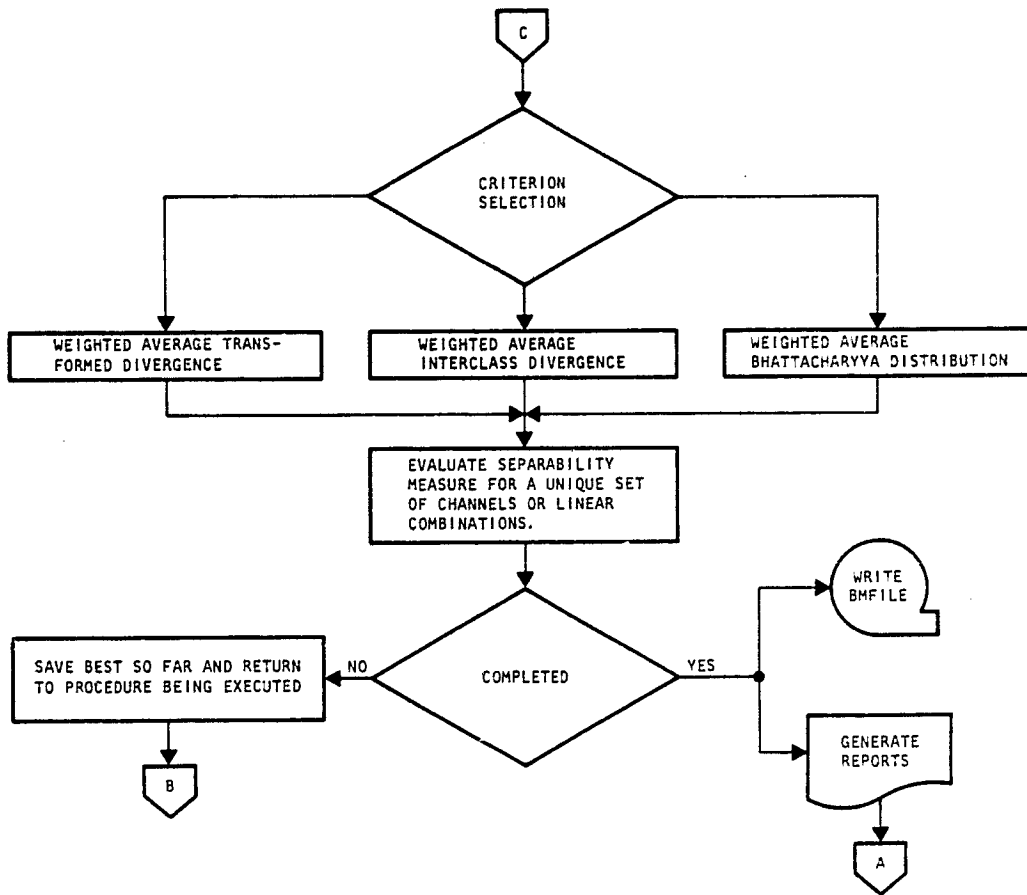 C
CRITERION
SELECTION
WEIGHTED AVERAGE TRANS-
FORMED DIVERGENCE
WEIGHTED AVERAGE
INTERCLASS DIVERGENCE
WEIGHTED AVERAGE
BHATTACHARYYA DISTRIBUTION
EVALUATE SEPARABILITY
MEASURE FOR A UNIQUE SET
OF CHANNELS OR LINEAR
COMBINATIONS.
WRITE
BMFILE
SAVE BEST SO FAR AND RETURN
TO PROCEDURE BEING EXECUTED
NO
COMPLETED
YES
GENERATE
REPORTS
B
A